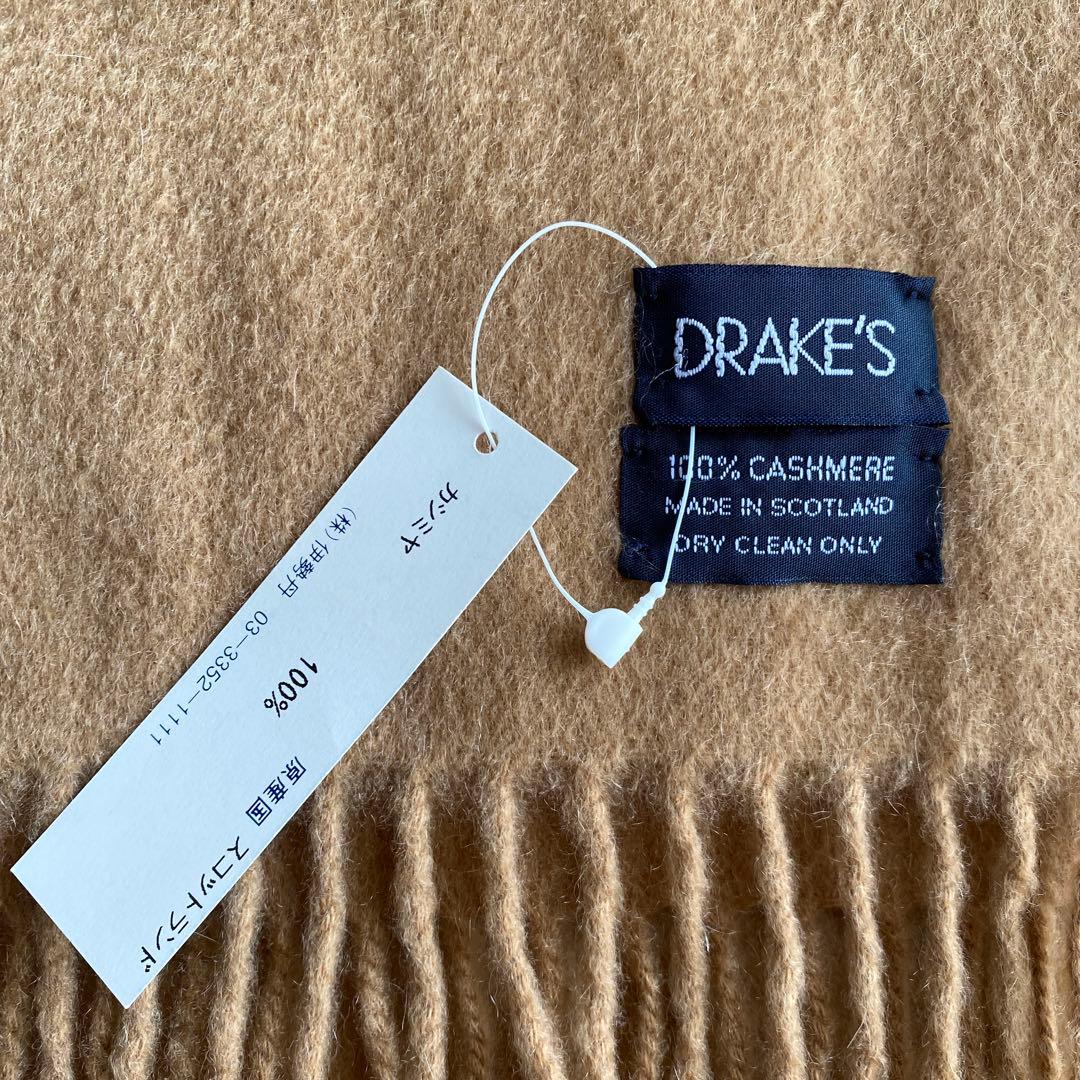 DRAKE'S
100% CASHMERE
MADE IN SCOTLAND
DRY CLEAN ONLY
カシミヤ 100%
原産国 スコットランド
(株)伊勢丹 03-3352-1111